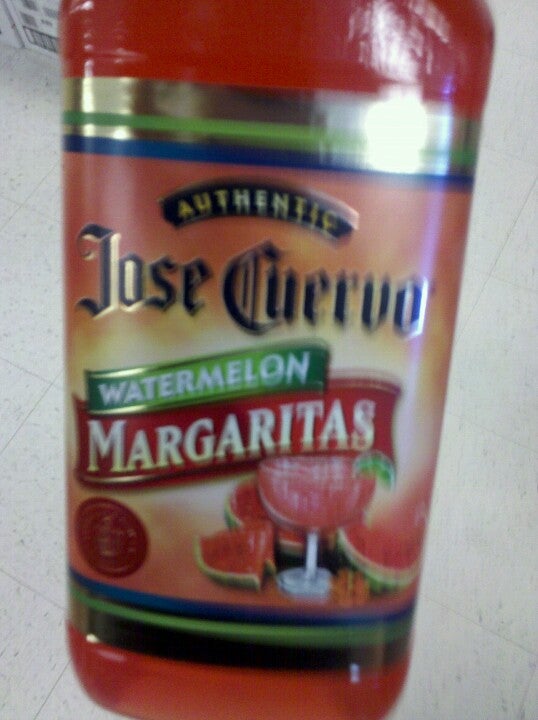 AUTHENTIC
Jose Cuervo
WATERMELON
MARGARITAS